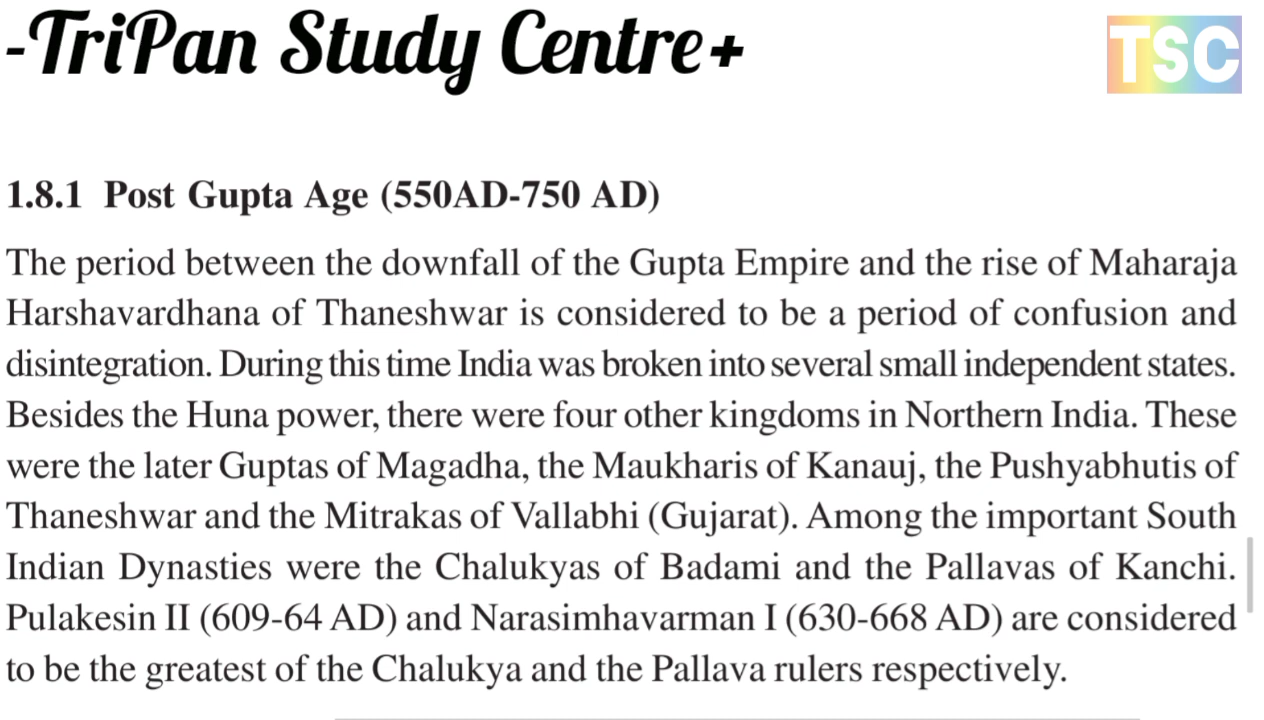 -TriPan Study Centre+
TSC
1.8.1 Post Gupta Age (550AD-750 AD)
The period between the downfall of the Gupta Empire and the rise of Maharaja
Harshavardhana of Thaneshwar is considered to be a period of confusion and
disintegration. During this time India was broken into several small independent states.
Besides the Huna power, there were four other kingdoms in Northern India. These
were the later Guptas of Magadha, the Maukharis of Kanauj, the Pushyabhutis of
Thaneshwar and the Mitrakas of Vallabhi (Gujarat). Among the important South
Indian Dynasties were the Chalukyas of Badami and the Pallavas of Kanchi.
Pulakesin II (609-64 AD) and Narasimhavarman I (630-668 AD) are considered
to be the greatest of the Chalukya and the Pallava rulers respectively.